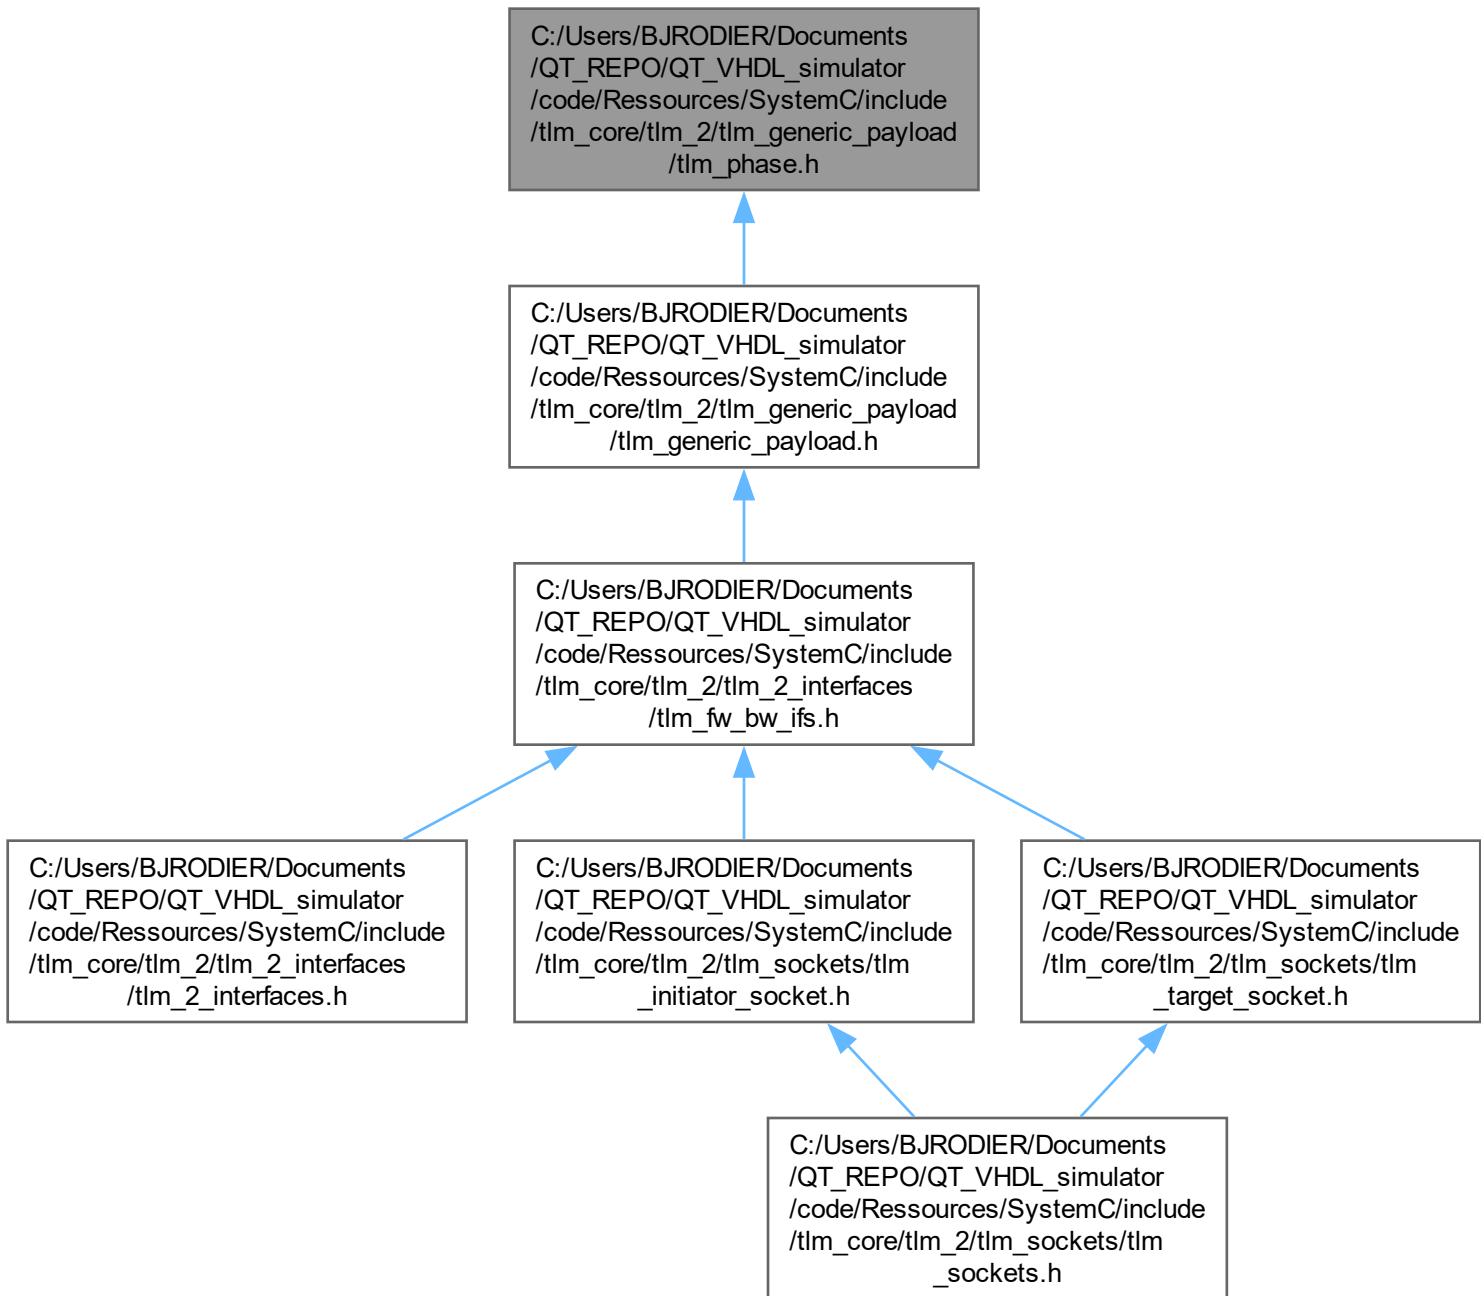 C:/Users/BJRODIER/Documents
/QT_REPO/QT_VHDL_simulator
/code/Ressources/SystemC/include
/tlm_core/tlm_2/tlm_generic_payload
/tlm_phase.h
C:/Users/BJRODIER/Documents
/QT_REPO/QT_VHDL_simulator
/code/Ressources/SystemC/include
/tlm_core/tlm_2/tlm_generic_payload
/tlm_generic_payload.h
C:/Users/BJRODIER/Documents
/QT_REPO/QT_VHDL_simulator
/code/Ressources/SystemC/include
/tlm_core/tlm_2/tlm_2_interfaces
/tlm_fw_bw_ifs.h
C:/Users/BJRODIER/Documents
/QT_REPO/QT_VHDL_simulator
/code/Ressources/SystemC/include
/tlm_core/tlm_2/tlm_2_interfaces
/tlm_2_interfaces.h
C:/Users/BJRODIER/Documents
/QT_REPO/QT_VHDL_simulator
/code/Ressources/SystemC/include
/tlm_core/tlm_2/tlm_sockets/tlm
_initiator_socket.h
C:/Users/BJRODIER/Documents
/QT_REPO/QT_VHDL_simulator
/code/Ressources/SystemC/include
/tlm_core/tlm_2/tlm_sockets/tlm
_target_socket.h
C:/Users/BJRODIER/Documents
/QT_REPO/QT_VHDL_simulator
/code/Ressources/SystemC/include
/tlm_core/tlm_2/tlm_sockets/tlm
_sockets.h